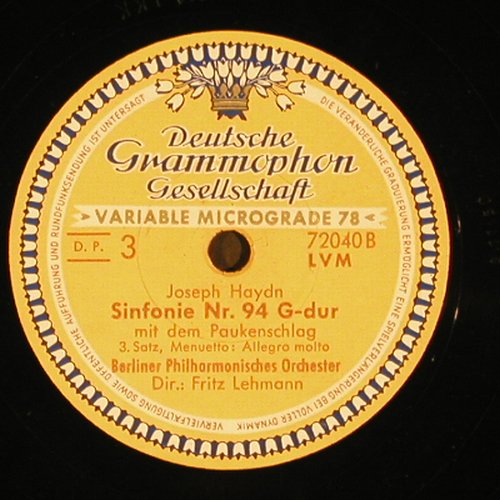 Deutsche
Grammophon
Gesellschaft
VARIABLE MICROGRADE 78
D. P. 3
72040 B
LVM
Joseph Haydn
Sinfonie Nr. 94 G-dur
mit dem Paukenschlag
3. Satz, Menuetto: Allegro molto
Berliner Philharmonisches Orchester
Dir.: Fritz Lehmann
VERVIELFÄLTIGUNG SOWIE ÖFFENTLICHE AUFFÜHRUNG UND RUNDFUNKSENDUNG IST UNTERSAGT
DIE VERÄNDERLICHE GRADUIERUNG ERMÖGLICHT EINE SPIELVERLÄNGERUNG BEI VOLLER DYNAMIK